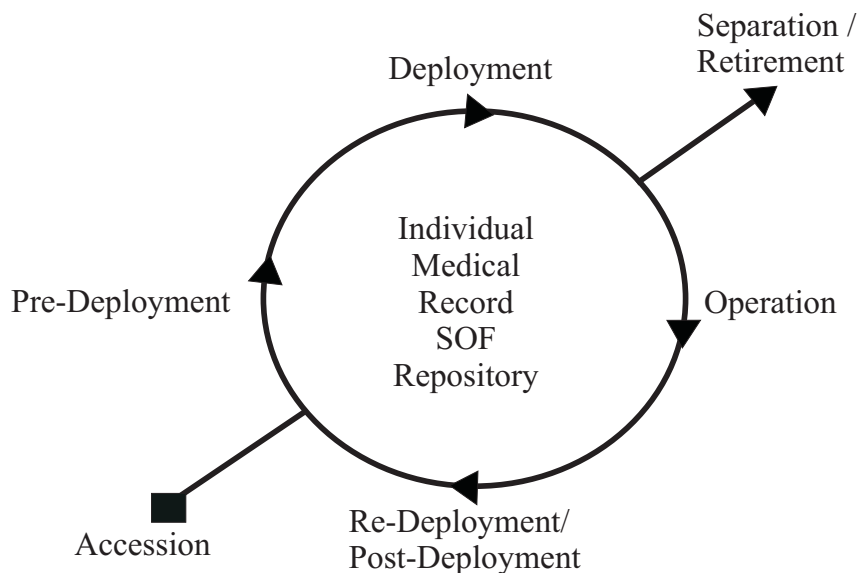 Separation /
Retirement
Deployment
Individual
Medical
Record
SOF
Repository
Pre-Deployment
Operation
Accession
Re-Deployment/
Post-Deployment